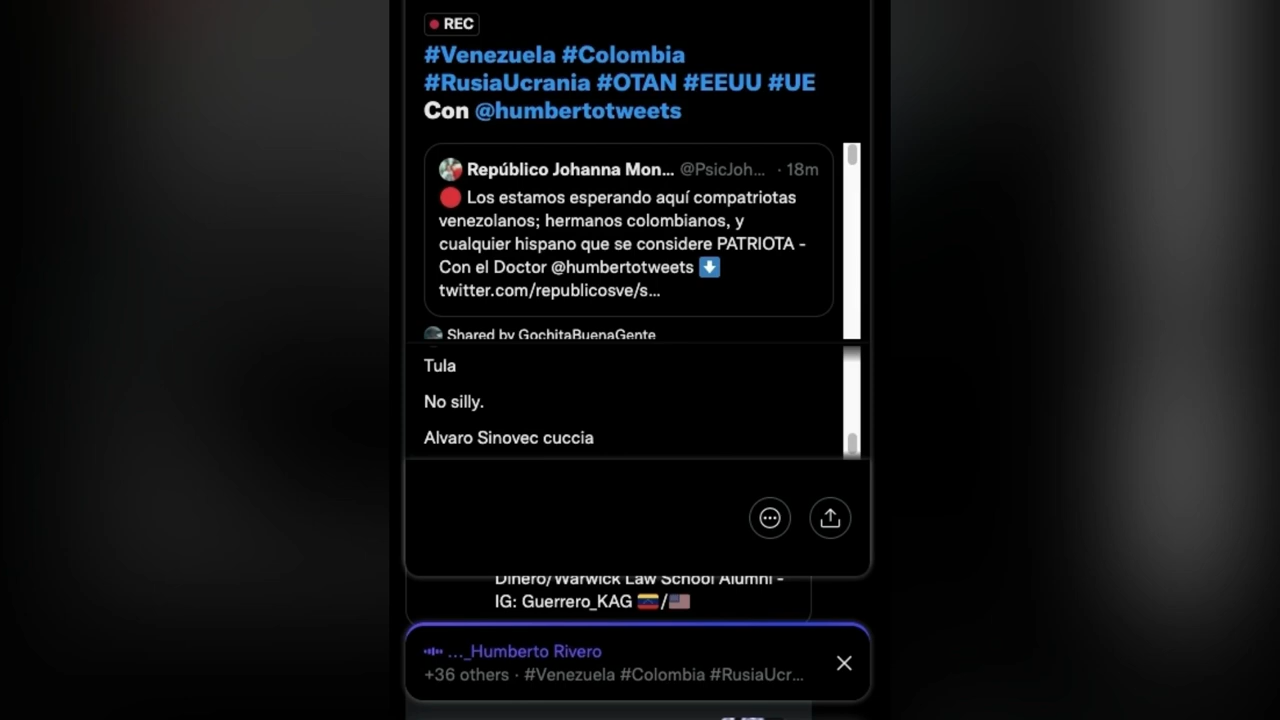 REC
#Venezuela #Colombia
#RusiaUcrania #OTAN #EEUU #UE
Con @humbertotweets
Repúblico Johanna Mon... @PsicJoh... · 18m
Los estamos esperando aquí compatriotas
venezolanos; hermanos colombianos, y
cualquier hispano que se considere PATRIOTA -
Con el Doctor @humbertotweets
twitter.com/republicosve/s...
Shared by GochitaBuenaGente
Tula
No silly.
Alvaro Sinovec cuccia
Dinero/Warwick Law School Alumni -
IG: Guerrero_KAG 🇻🇪/🇺🇸
..._Humberto Rivero
+36 others · #Venezuela #Colombia #RusiaUcr...